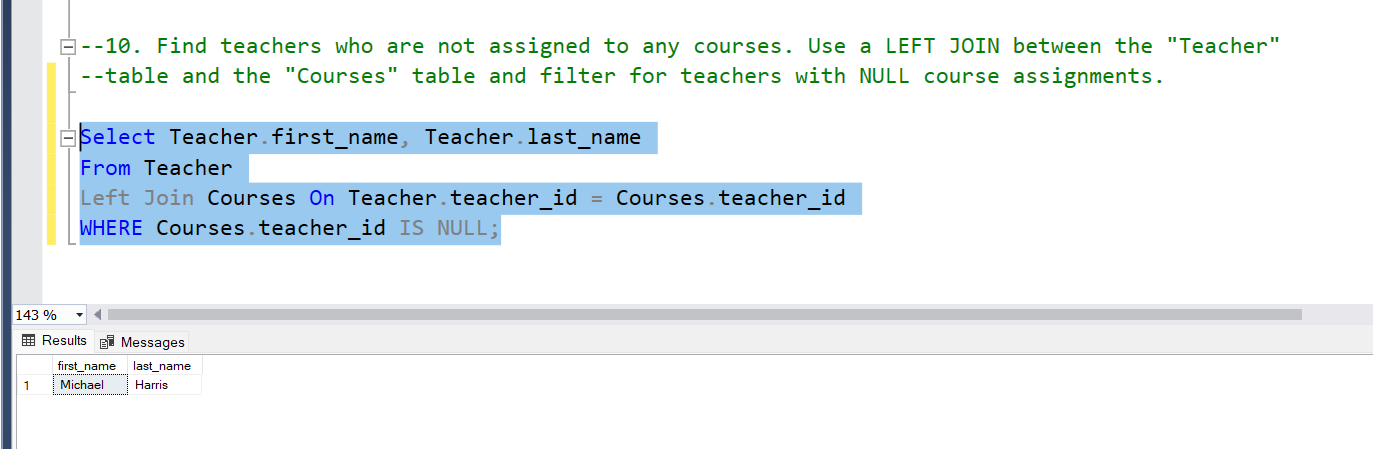 --10. Find teachers who are not assigned to any courses. Use a LEFT JOIN between the "Teacher"
--table and the "Courses" table and filter for teachers with NULL course assignments.
Select Teacher.first_name, Teacher.last_name
From Teacher
Left Join Courses On Teacher.teacher_id = Courses.teacher_id
WHERE Courses.teacher_id IS NULL;
143 %
Results Messages
first_name last_name
1 Michael Harris